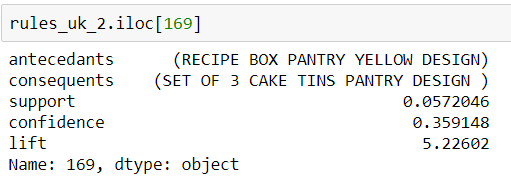 rules_uk_2.iloc[169]
antecedants (RECIPE BOX PANTRY YELLOW DESIGN)
consequents (SET OF 3 CAKE TINS PANTRY DESIGN )
support 0.0572046
confidence 0.359148
lift 5.22602
Name: 169, dtype: object